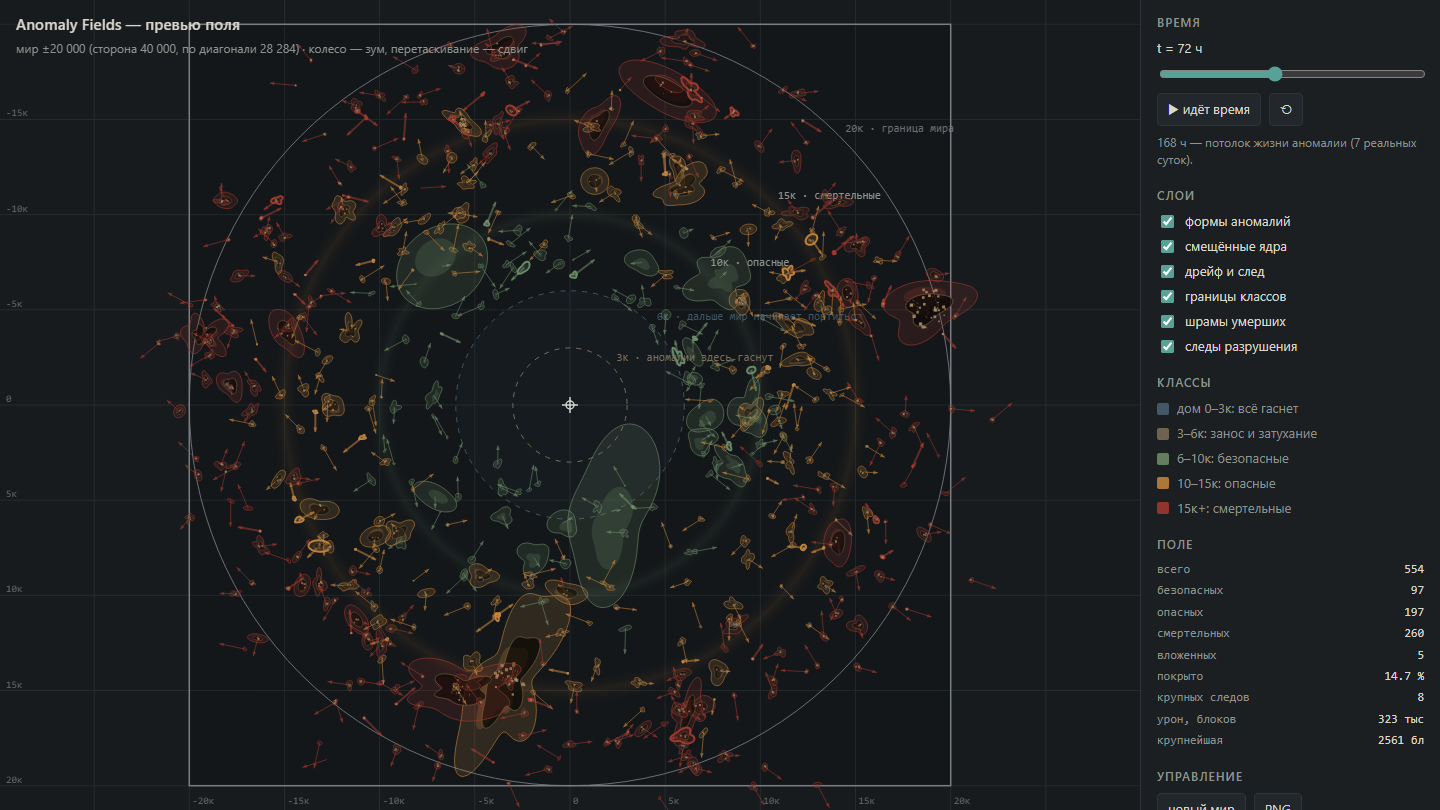 Anomaly Fields — превью поля
мир ±20 000 (сторона 40 000, по диагонали 28 284) · колесо — зум, перетаскивание — сдвиг
20к · граница мира
15к · смертельные
10к · опасные
6к · дальше мир начинает портиться
3к · аномалии здесь гаснут
-15к
-10к
-5к
0
5к
10к
15к
20к
-20к
-15к
-10к
-5к
0
5к
10к
15к
20к
ВРЕМЯ
t = 72 ч
▶ идёт время
⟲
168 ч — потолок жизни аномалии (7 реальных
суток).
СЛОИ
формы аномалий
смещённые ядра
дрейф и след
границы классов
шрамы умерших
следы разрушения
КЛАССЫ
дом 0–3к: всё гаснет
3–6к: занос и затухание
6–10к: безопасные
10–15к: опасные
15к+: смертельные
ПОЛЕ
всего 554
безопасных 97
опасных 197
смертельных 260
вложенных 5
покрыто 14.7 %
крупных следов 8
урон, блоков 323 тыс
крупнейшая 2561 бл
УПРАВЛЕНИЕ
новый мир
PNG